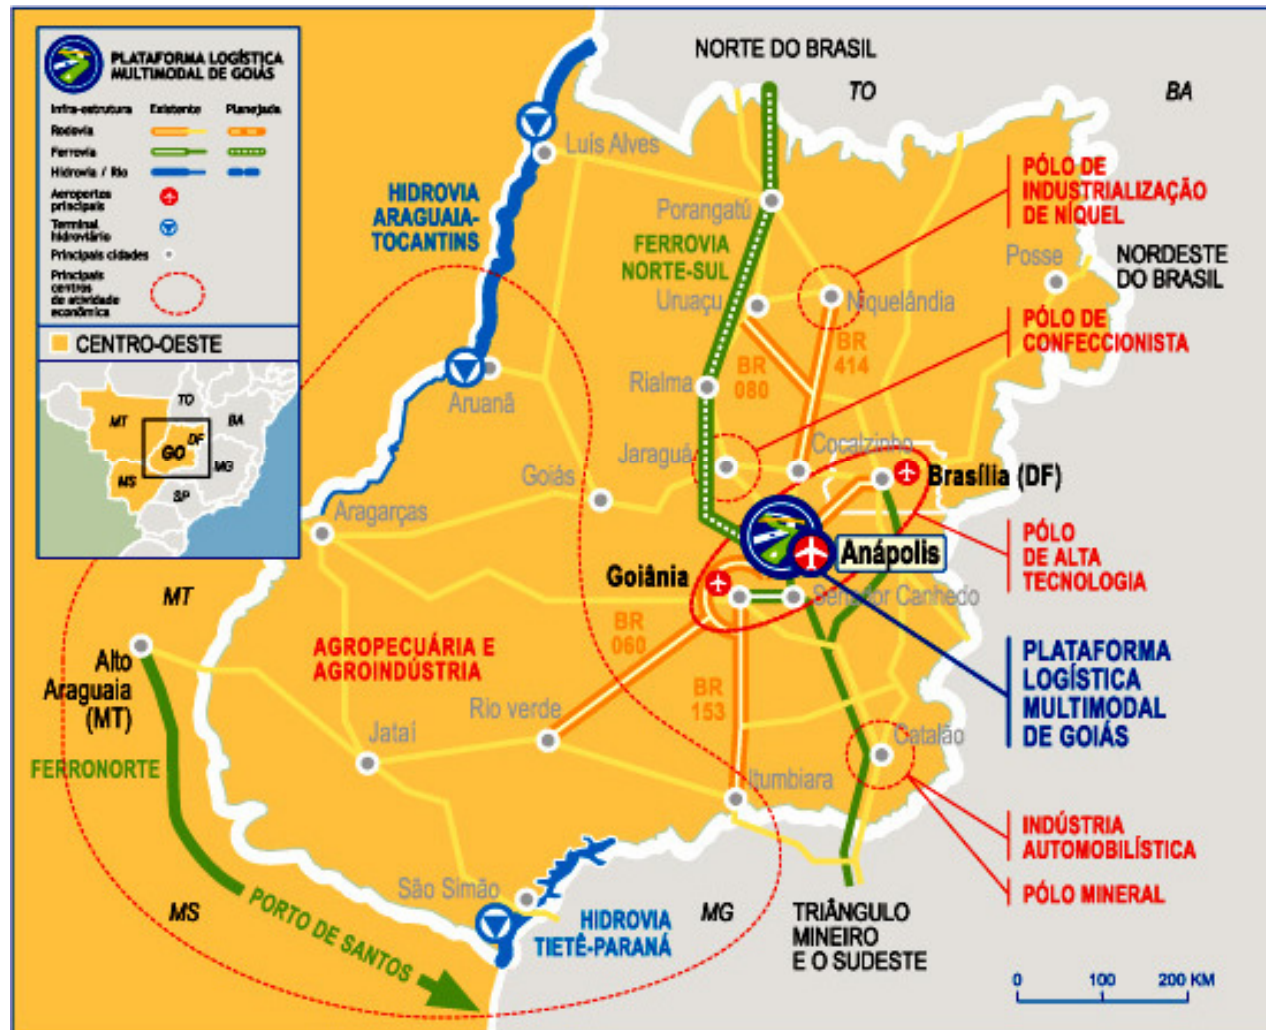 PLATAFORMA LOGÍSTICA
MULTIMODAL DE GOIÁS
Infra-estrutura Existente Planejada
Rodovia
Ferrovia
Hidrovia / Rio
Aeroportos
principais
Terminal
hidroviário
Principais cidades
Principais
centros
de atividade
econômica
CENTRO-OESTE
TO
MT
BA
DF
GO
MG
MS
SP
NORTE DO BRASIL
TO
BA
Luís Alves
HIDROVIA
ARAGUAIA-
TOCANTINS
PÓLO DE
INDUSTRIALIZAÇÃO
DE NÍQUEL
Porangatú
FERROVIA
NORTE-SUL
Posse
NORDESTE
DO BRASIL
Uruaçu
Niquelândia
PÓLO DE
CONFECCIONISTA
BR
080
BR
414
Rialma
Aruanã
Jaraguá
Cocalzinho
Goiás
Brasília (DF)
Aragarças
Anápolis
PÓLO
DE ALTA
TECNOLOGIA
Goiânia
Senador Canhedo
MT
BR
060
AGROPECUÁRIA E
AGROINDÚSTRIA
PLATAFORMA
LOGÍSTICA
MULTIMODAL
DE GOIÁS
Alto
Araguaia
(MT)
BR
153
Rio verde
Jataí
Catalão
FERRONORTE
Itumbiara
INDÚSTRIA
AUTOMOBILÍSTICA
PÓLO MINERAL
São Simão
MS
PORTO DE SANTOS
HIDROVIA
TIETÊ-PARANÁ
MG
TRIÂNGULO
MINEIRO
E O SUDESTE
0 100 200 KM